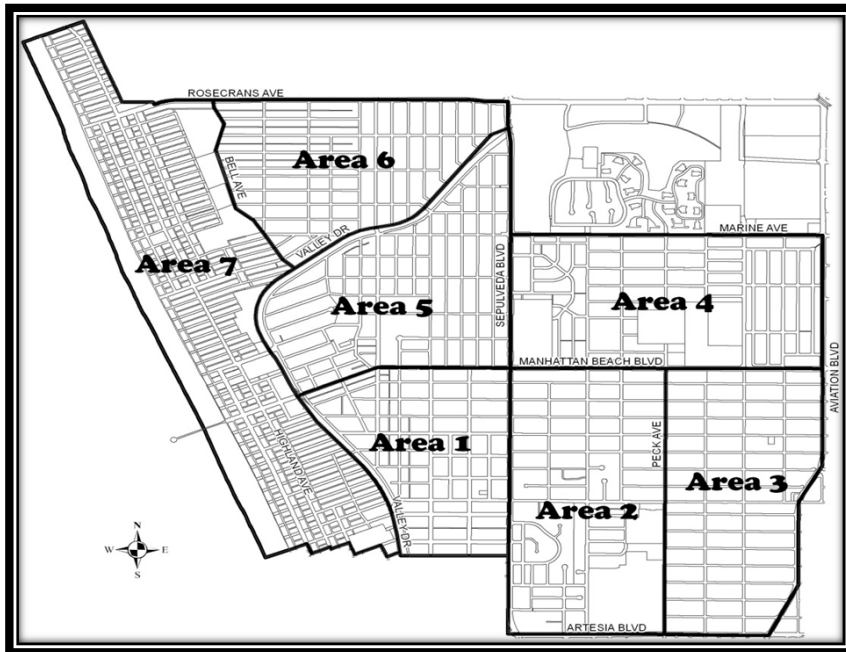 ROSECRANS AVE
Area 6
BELL AVE
MARINE AVE
VALLEY DR
Area 7
SEPULVEDA BLVD
Area 5
Area 4
MANHATTAN BEACH BLVD
AVIATION BLVD
HIGHLAND AVE
Area 1
PECK AVE
Area 3
VALLEY DR
Area 2
N
W
E
S
ARTESIA BLVD